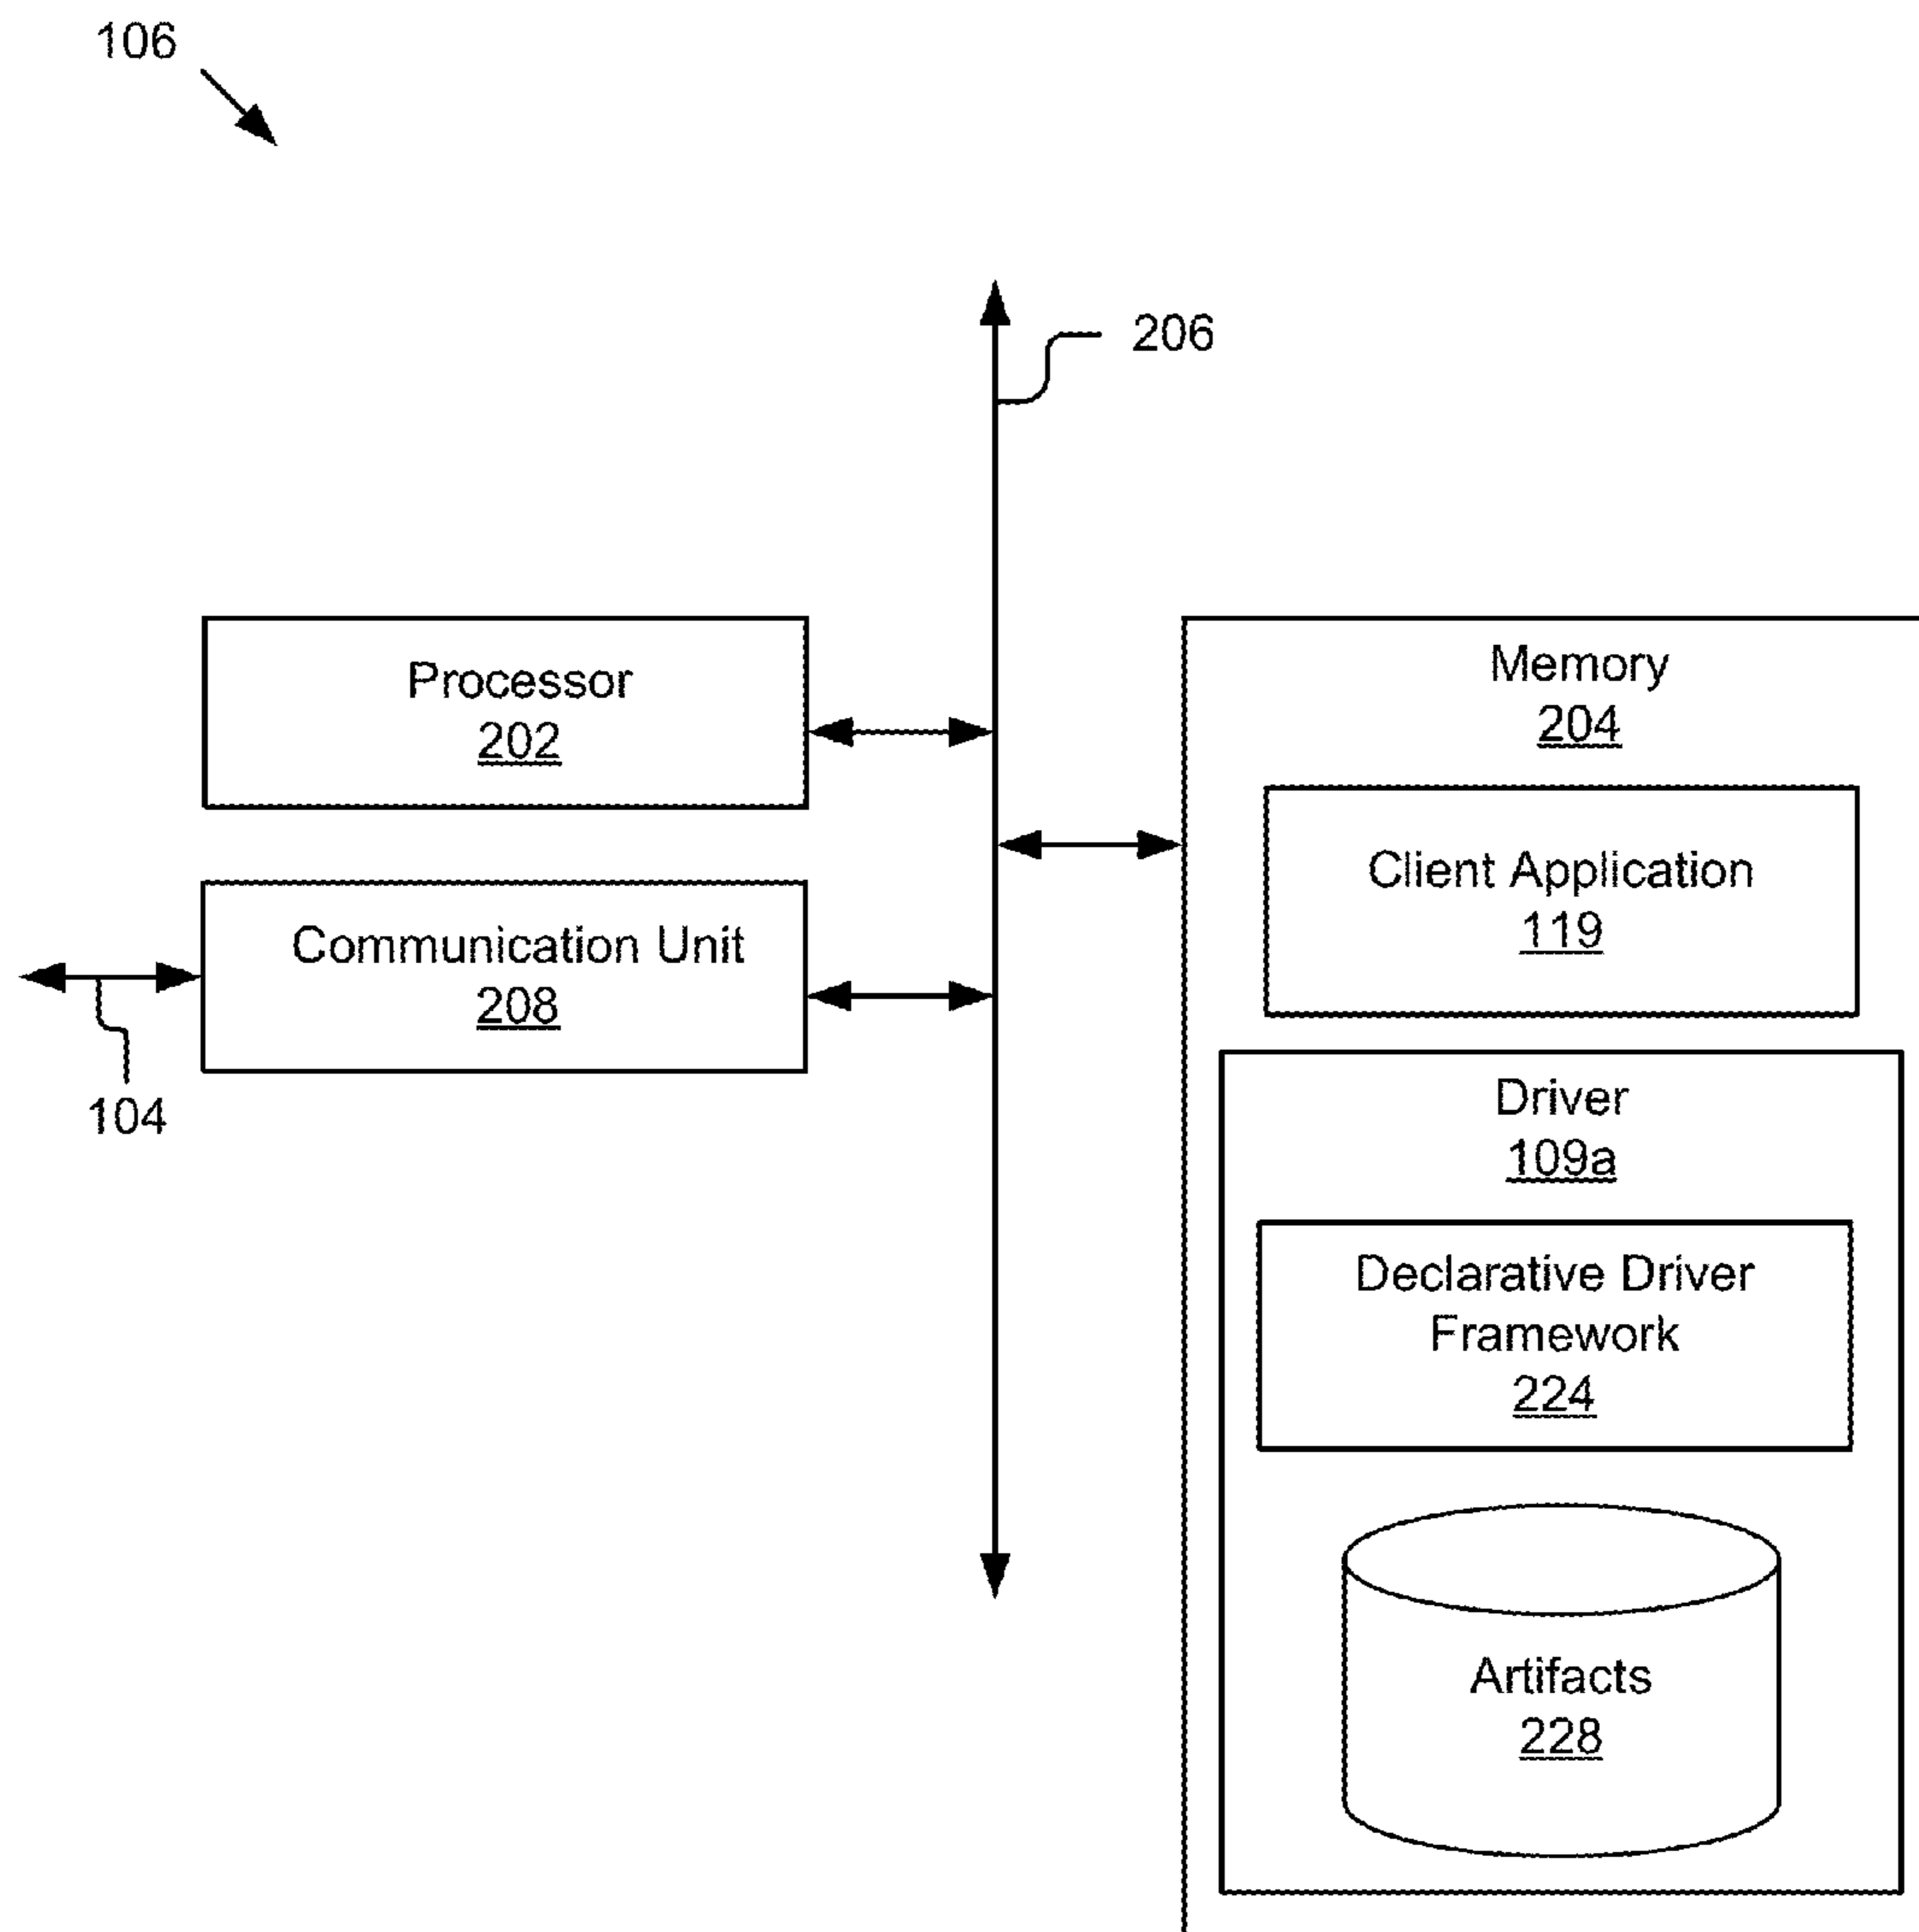 106
206
Processor
202
Communication Unit
208
104
Memory
204
Client Application
119
Driver
109a
Declarative Driver
Framework
224
Artifacts
228